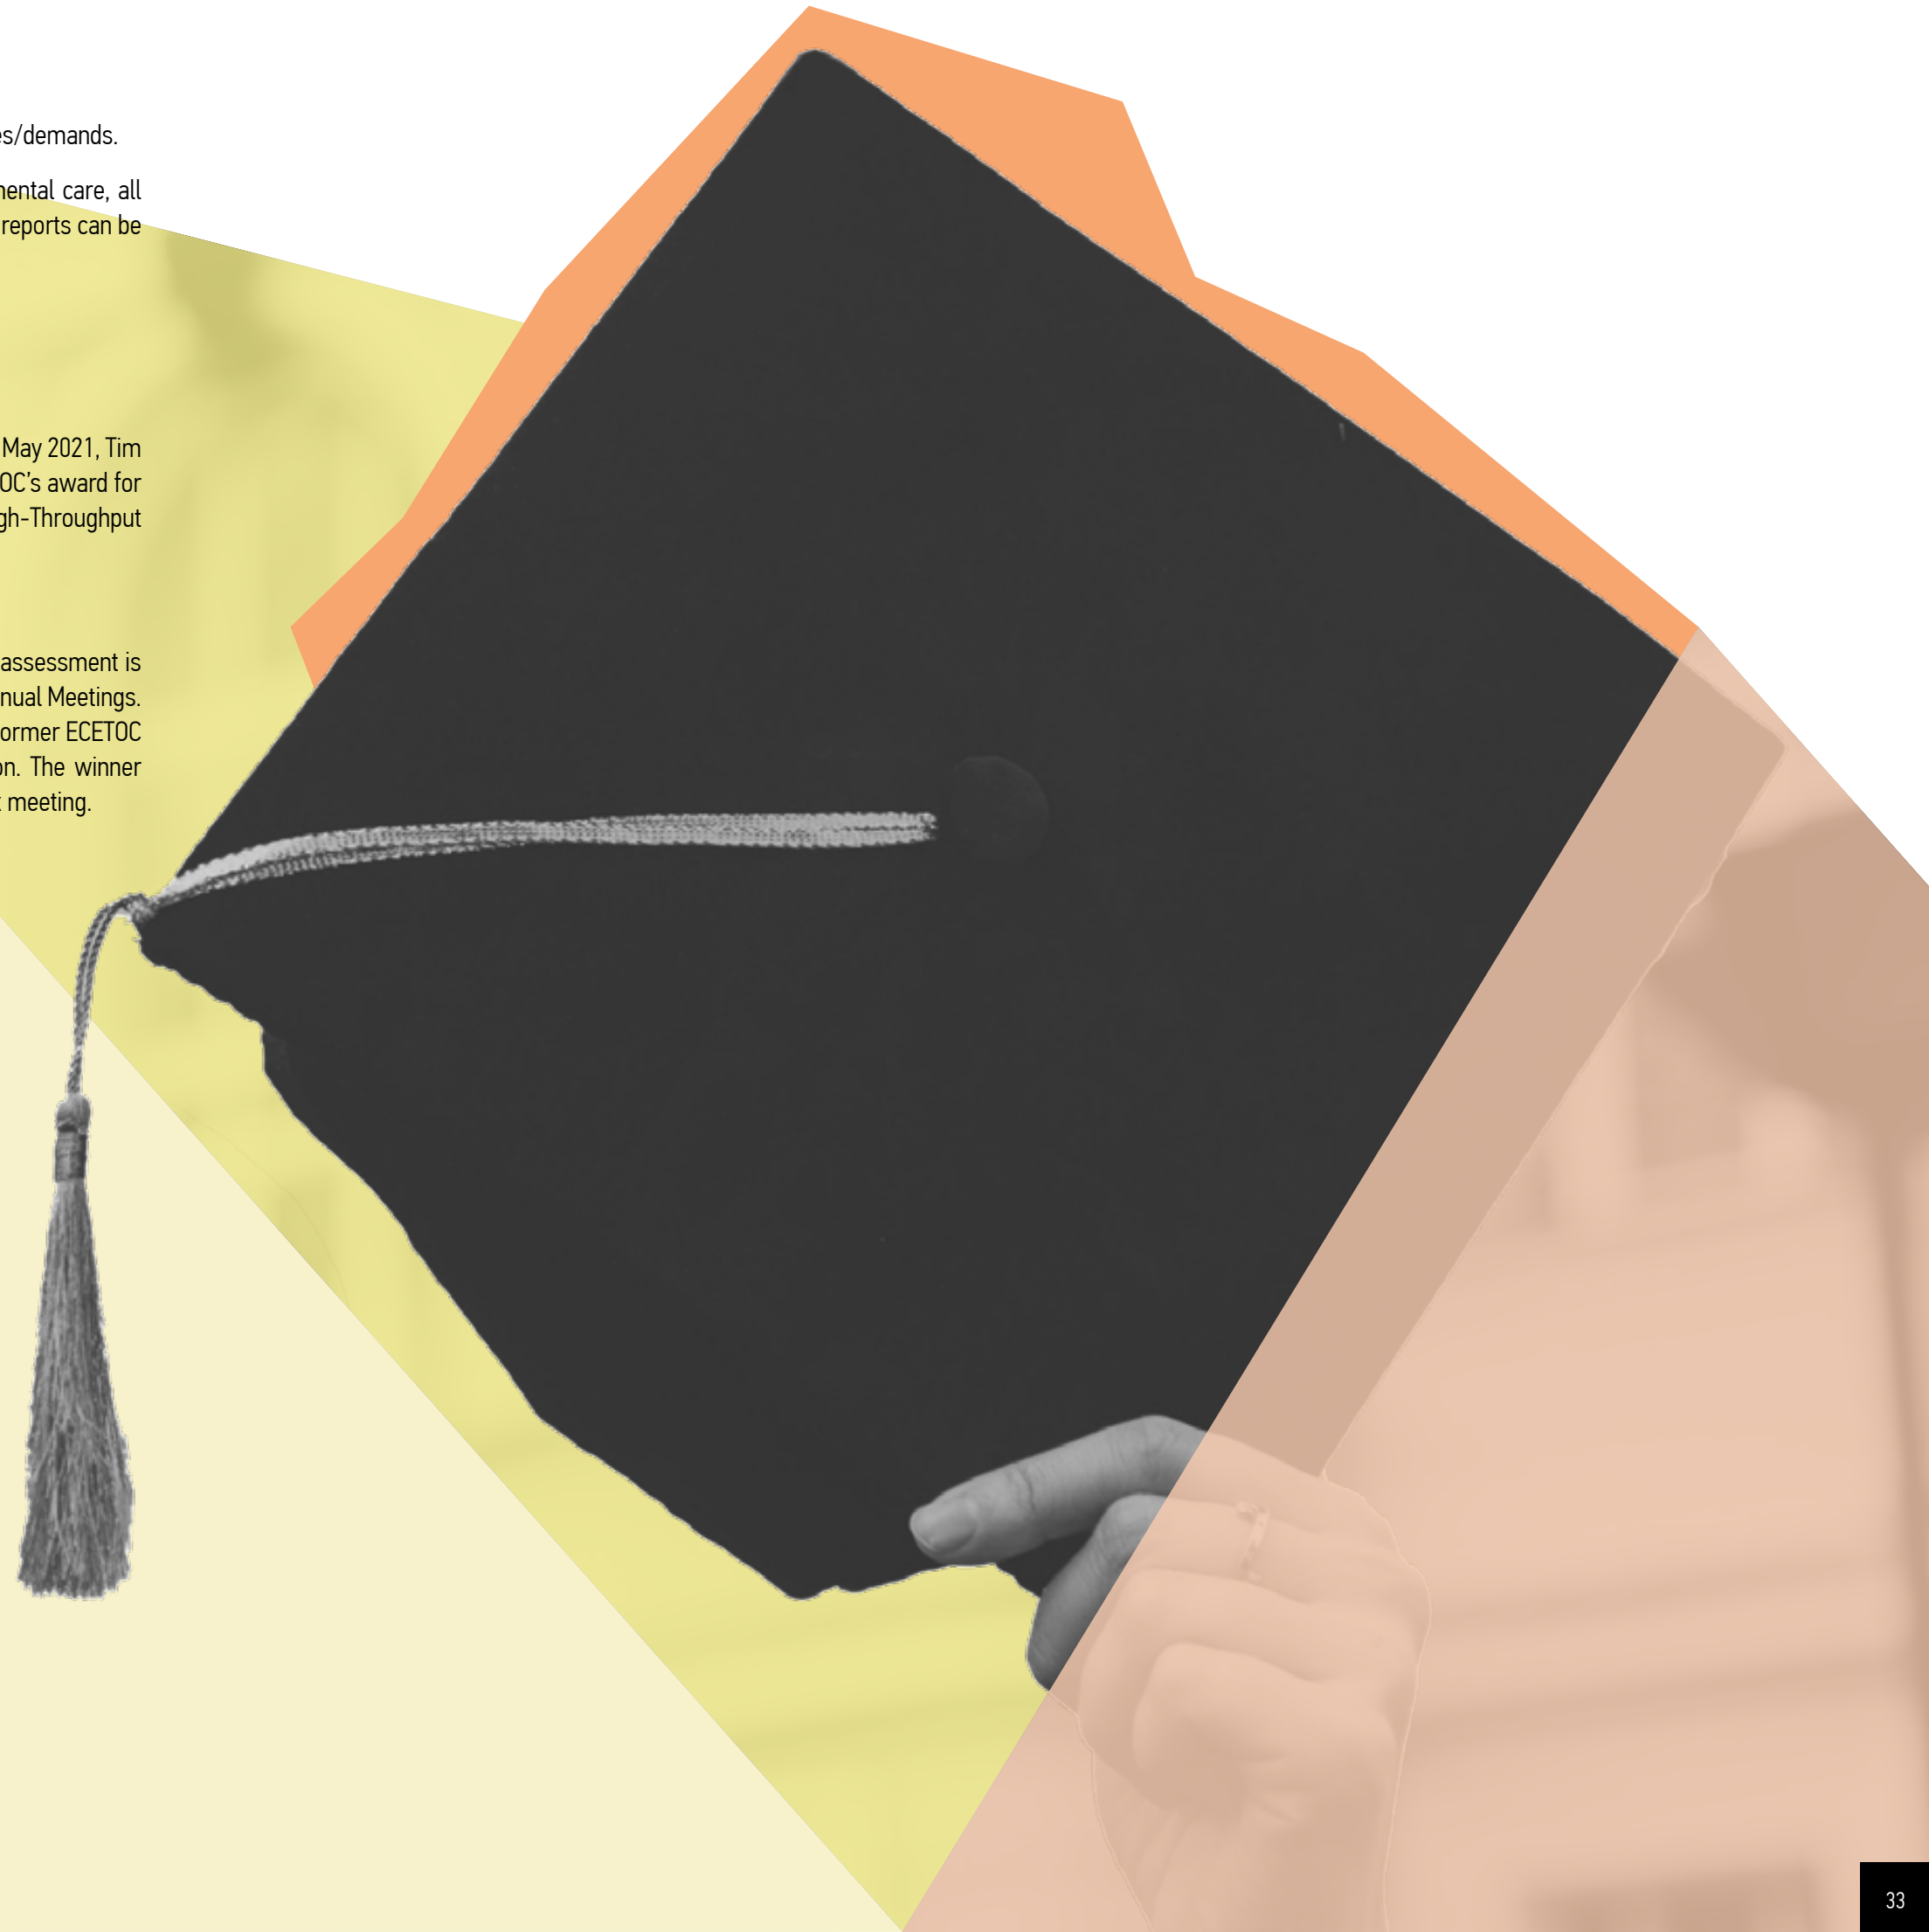 es/demands.
nental care, all
reports can be
May 2021, Tim
OC's award for
gh-Throughput
assessment is
nual Meetings.
ormer ECETOC
on. The winner
meeting.
33